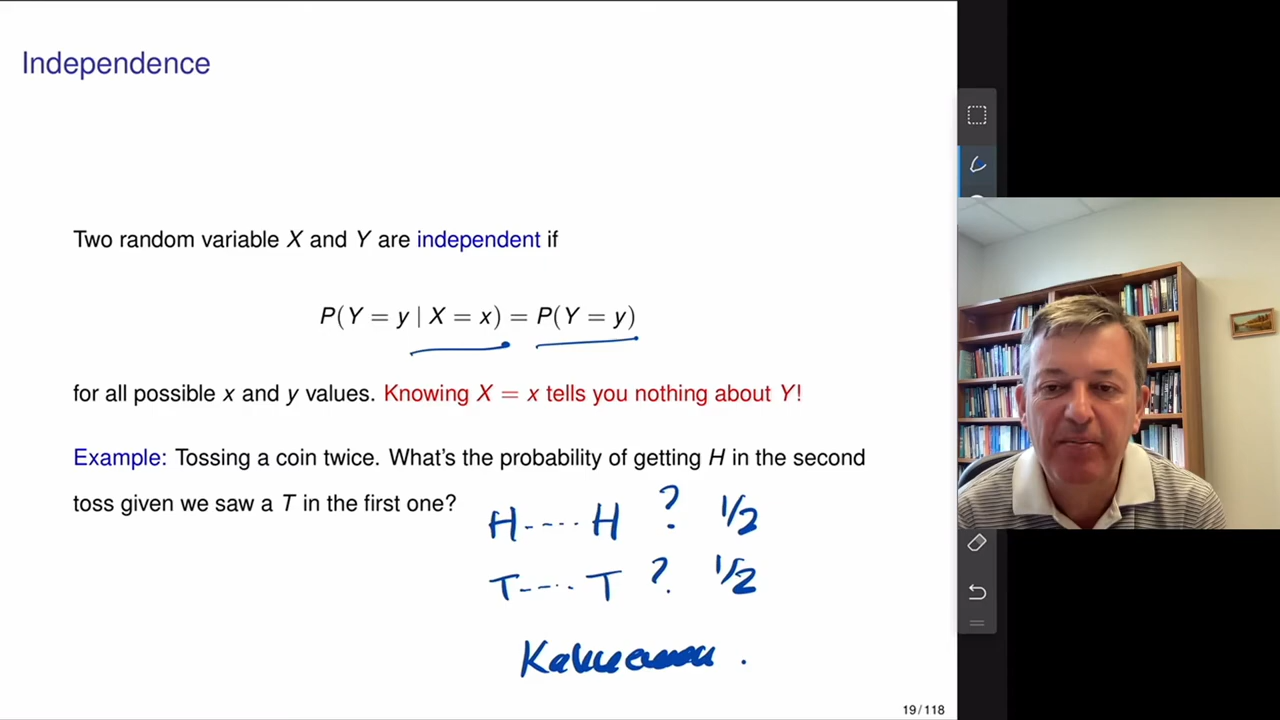 Independence
Two random variable X and Y are independent if
P(Y = y | X = x) = P(Y = y)
for all possible x and y values. Knowing X = x tells you nothing about Y!
Example: Tossing a coin twice. What's the probability of getting H in the second
toss given we saw a T in the first one?
H----H ? 1/2
T----T ? 1/2
19/118